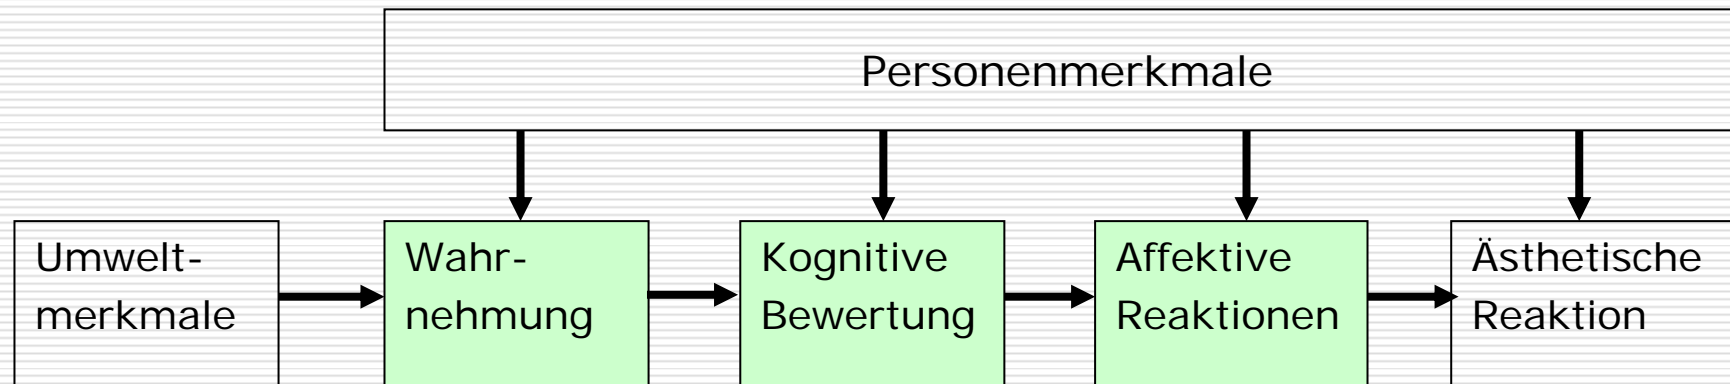 Personenmerkmale
Umwelt-
merkmale
Wahr-
nehmung
Kognitive
Bewertung
Affektive
Reaktionen
Ästhetische
Reaktion